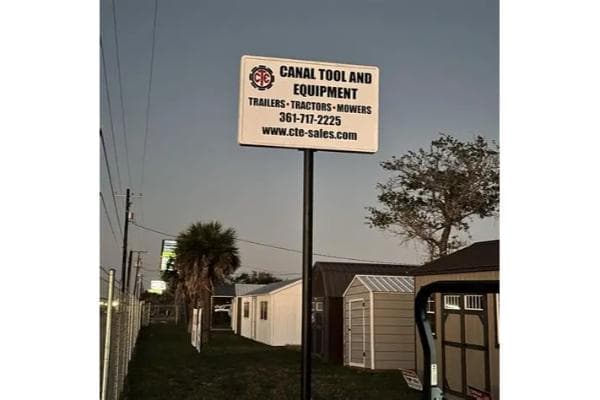 CTE
CANAL TOOL AND
EQUIPMENT
TRAILERS • TRACTORS • MOWERS
361-717-2225
www.cte-sales.com